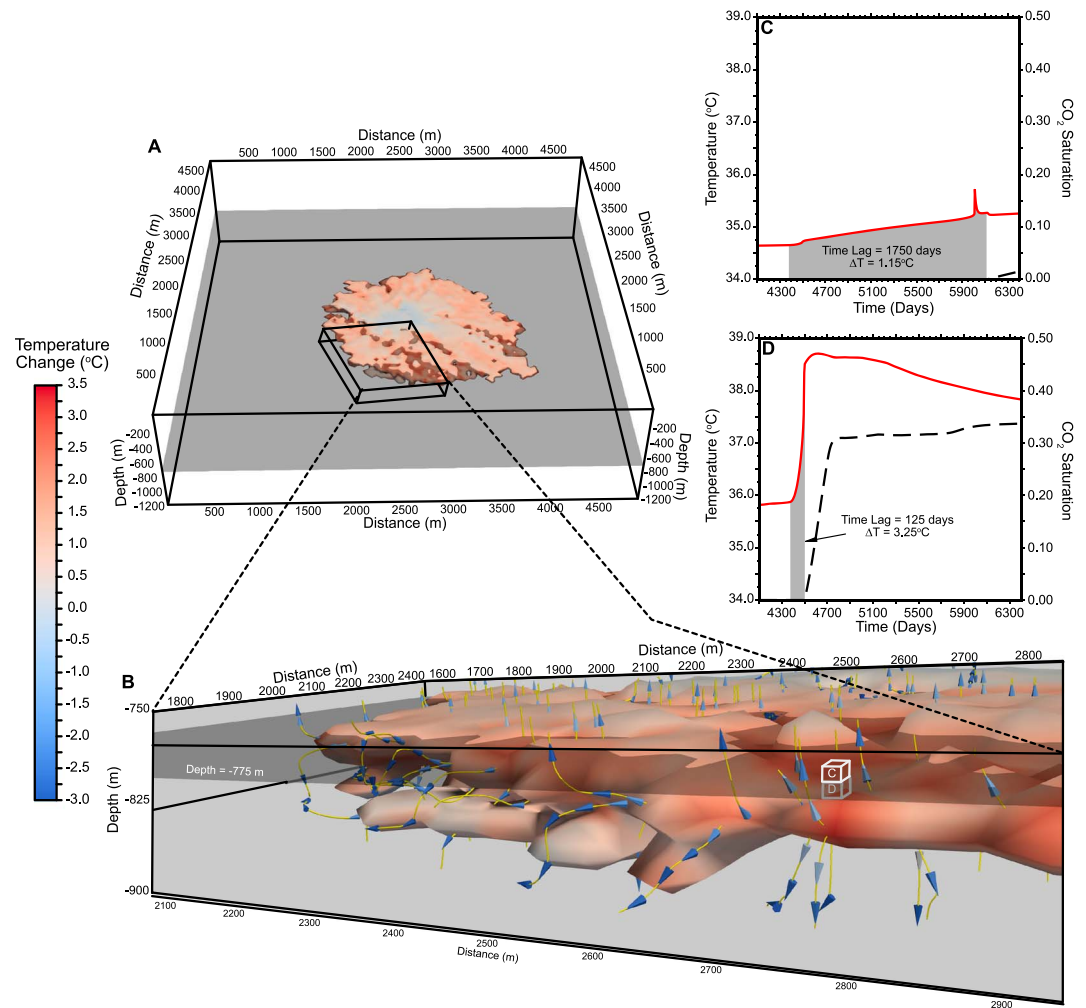 A
Distance (m)
500 1000 1500 2000 2500 3000 3500 4000 4500
4500
4000
3500
3000
Distance (m)
2500
2000
1500
1000
500
4500
4000
3500
3000
Distance (m)
2500
2000
1500
1000
500
-200
-400
-600
-800
-1000
-1200
Depth (m)
-200
-400
-600
-800
-1000
-1200
Depth (m)
500 1000 1500 2000 2500 3000 3500 4000 4500
Distance (m)
Temperature
Change (°C)
3.5
3.0
2.5
2.0
1.5
1.0
0.5
0.0
-0.5
-1.0
-1.5
-2.0
-2.5
-3.0
C
39.0
38.0
37.0
36.0
35.0
34.0
Temperature (°C)
0.50
0.40
0.30
0.20
0.10
0.00
CO2 Saturation
Time Lag = 1750 days
ΔT = 1.15°C
4300 4700 5100 5500 5900 6300
Time (Days)
D
39.0
38.0
37.0
36.0
35.0
34.0
Temperature (°C)
0.50
0.40
0.30
0.20
0.10
0.00
CO2 Saturation
Time Lag = 125 days
ΔT = 3.25°C
4300 4700 5100 5500 5900 6300
Time (Days)
B
Distance (m)
1800 1900 2000 2100 2200 2300 2400
Distance (m)
1500 1600 1700 1800 1900 2000 2100 2200 2300 2400 2500 2600 2700 2800
-750
-825
-900
Depth (m)
Depth = -775 m
C
D
2100 2200 2300 2400 2500 2600 2700 2800 2900
Distance (m)